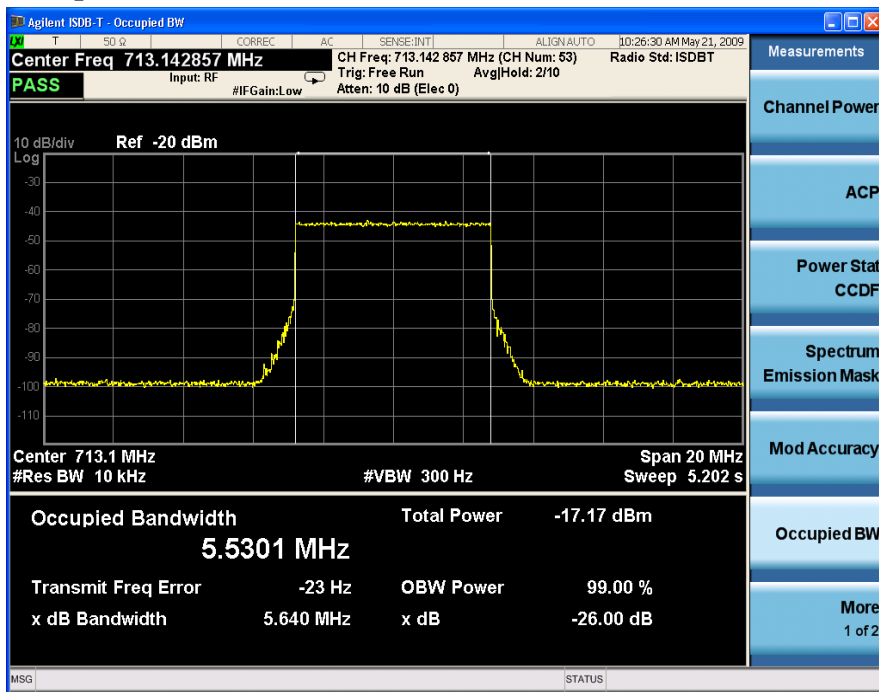 Agilent ISDB-T - Occupied BW
LXI T 50 Ω CORREC AC SENSE:INT ALIGN AUTO 10:26:30 AM May 21, 2009
Center Freq 713.142857 MHz
CH Freq: 713.142 857 MHz (CH Num: 53) Radio Std: ISDBT
Input: RF Trig: Free Run Avg|Hold: 2/10
PASS
#IFGain:Low Atten: 10 dB (Elec 0)
10 dB/div Ref -20 dBm
Log
-30
-40
-50
-60
-70
-80
-90
-100
-110
Center 713.1 MHz Span 20 MHz
#Res BW 10 kHz #VBW 300 Hz Sweep 5.202 s
Occupied Bandwidth Total Power -17.17 dBm
5.5301 MHz
Transmit Freq Error -23 Hz OBW Power 99.00 %
x dB Bandwidth 5.640 MHz x dB -26.00 dB
MSG STATUS
Measurements
Channel Power
ACP
Power Stat
CCDF
Spectrum
Emission Mask
Mod Accuracy
Occupied BW
More
1 of 2